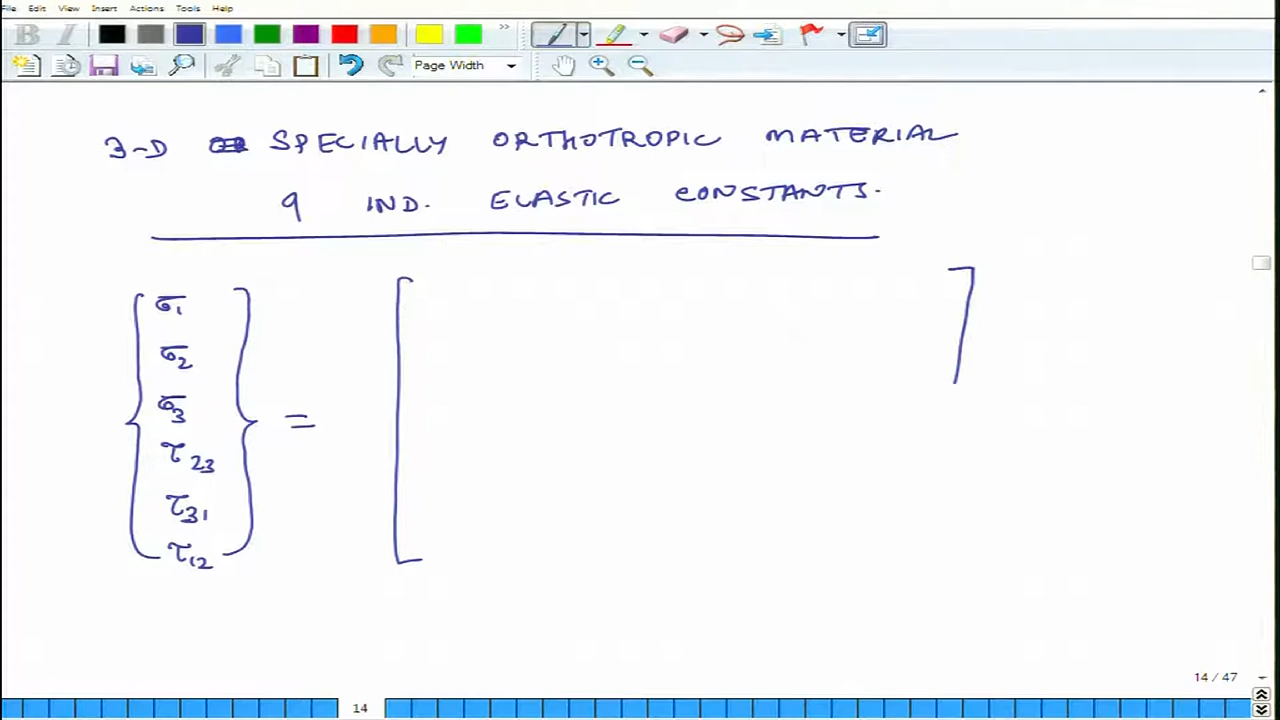 File Edit View Insert Actions Tools Help
B I
Page Width
3-D SPECIALLY ORTHOTROPIC MATERIAL
9 IND. ELASTIC CONSTANTS.
σ1
σ2
σ3
τ23
=
τ31
τ12
14 / 47
14